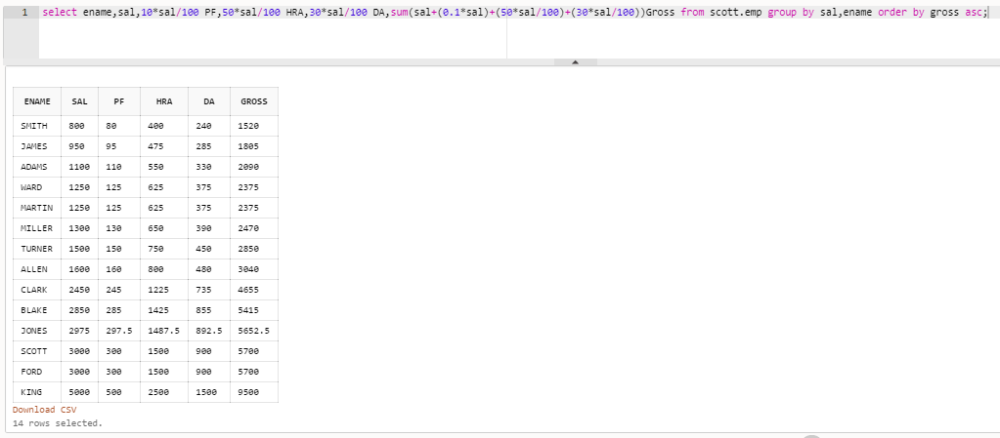 1 select ename,sal,10*sal/100 PF,50*sal/100 HRA,30*sal/100 DA,sum(sal+(0.1*sal)+(50*sal/100)+(30*sal/100))Gross from scott.emp group by sal,ename order by gross asc;
ENAME SAL PF HRA DA GROSS
SMITH 800 80 400 240 1520
JAMES 950 95 475 285 1805
ADAMS 1100 110 550 330 2090
WARD 1250 125 625 375 2375
MARTIN 1250 125 625 375 2375
MILLER 1300 130 650 390 2470
TURNER 1500 150 750 450 2850
ALLEN 1600 160 800 480 3040
CLARK 2450 245 1225 735 4655
BLAKE 2850 285 1425 855 5415
JONES 2975 297.5 1487.5 892.5 5652.5
SCOTT 3000 300 1500 900 5700
FORD 3000 300 1500 900 5700
KING 5000 500 2500 1500 9500
Download CSV
14 rows selected.